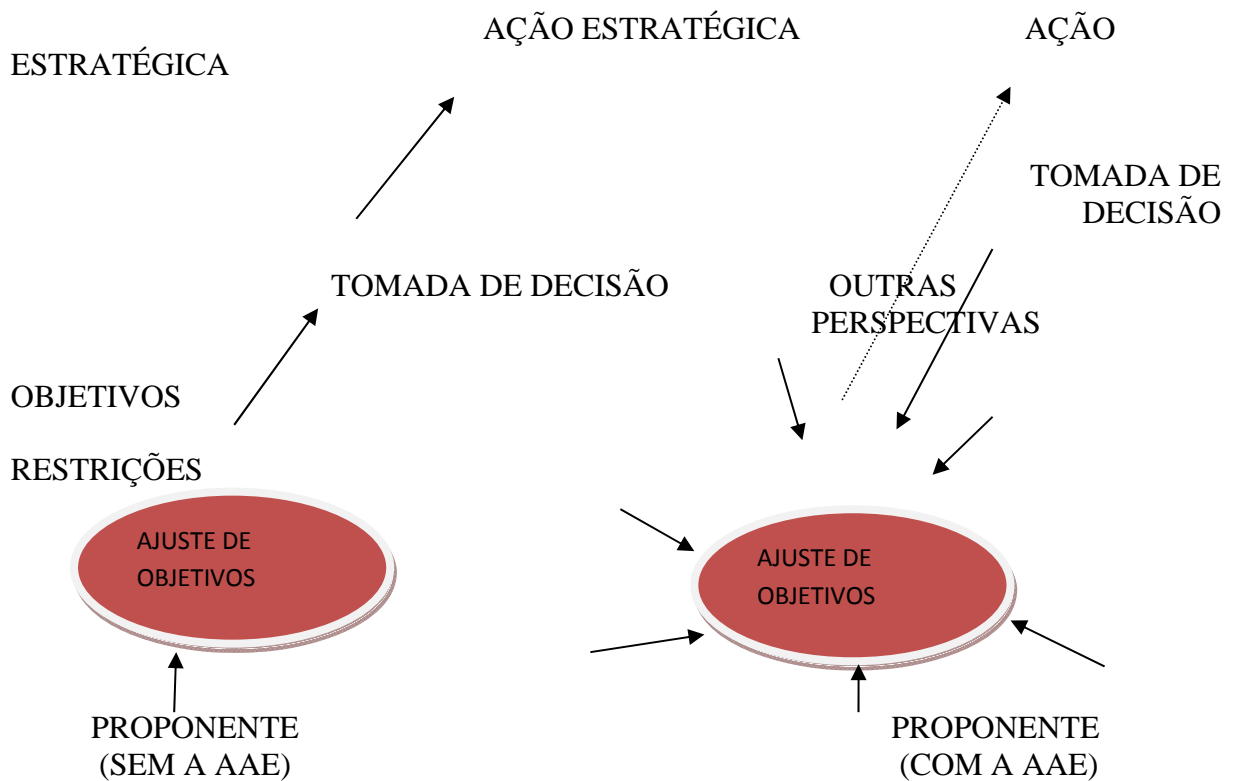 AÇÃO ESTRATÉGICA AÇÃO
ESTRATÉGICA
TOMADA DE
DECISÃO
TOMADA DE DECISÃO OUTRAS
PERSPECTIVAS
OBJETIVOS
RESTRIÇÕES
AJUSTE DE
OBJETIVOS
AJUSTE DE
OBJETIVOS
PROPONENTE
(SEM A AAE)
PROPONENTE
(COM A AAE)